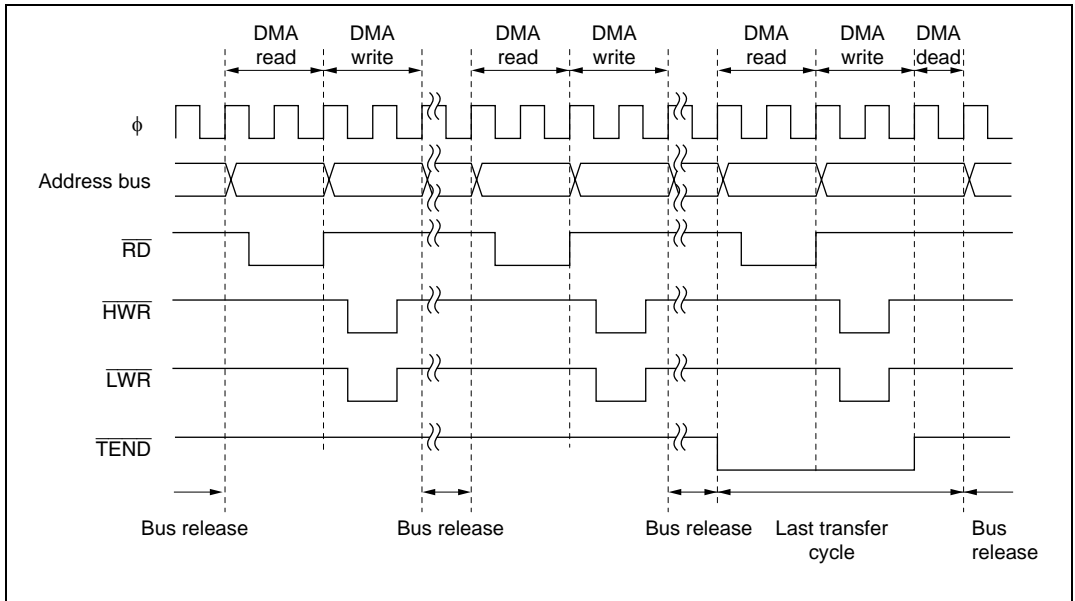 DMA read
DMA write
DMA read
DMA write
DMA read
DMA write
DMA dead
φ
Address bus
RD
HWR
LWR
TEND
Bus release
Bus release
Bus release
Last transfer cycle
Bus release